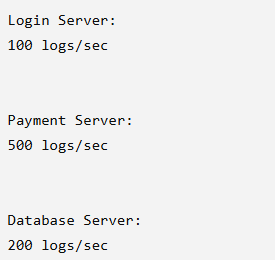 Login Server:
100 logs/sec
Payment Server:
500 logs/sec
Database Server:
200 logs/sec